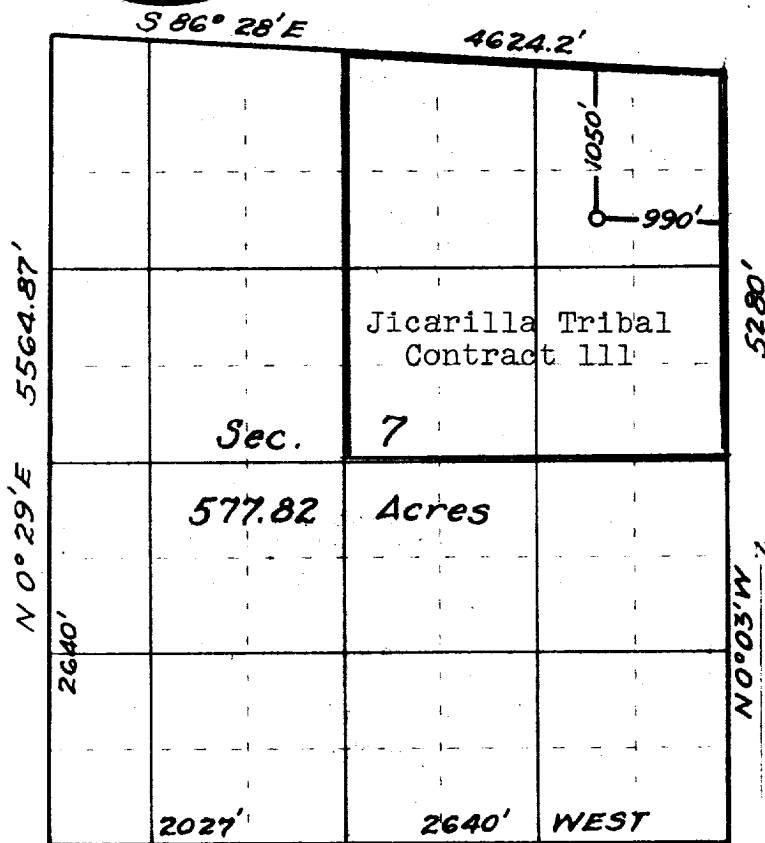 S 86° 28'E 4624.2'
1050'
990'
N 0° 29'E 5564.87'
5280'
Jicarilla Tribal
Contract 111
Sec. 7
577.82 Acres
2640'
N 0°03'W
2027' 2640' WEST